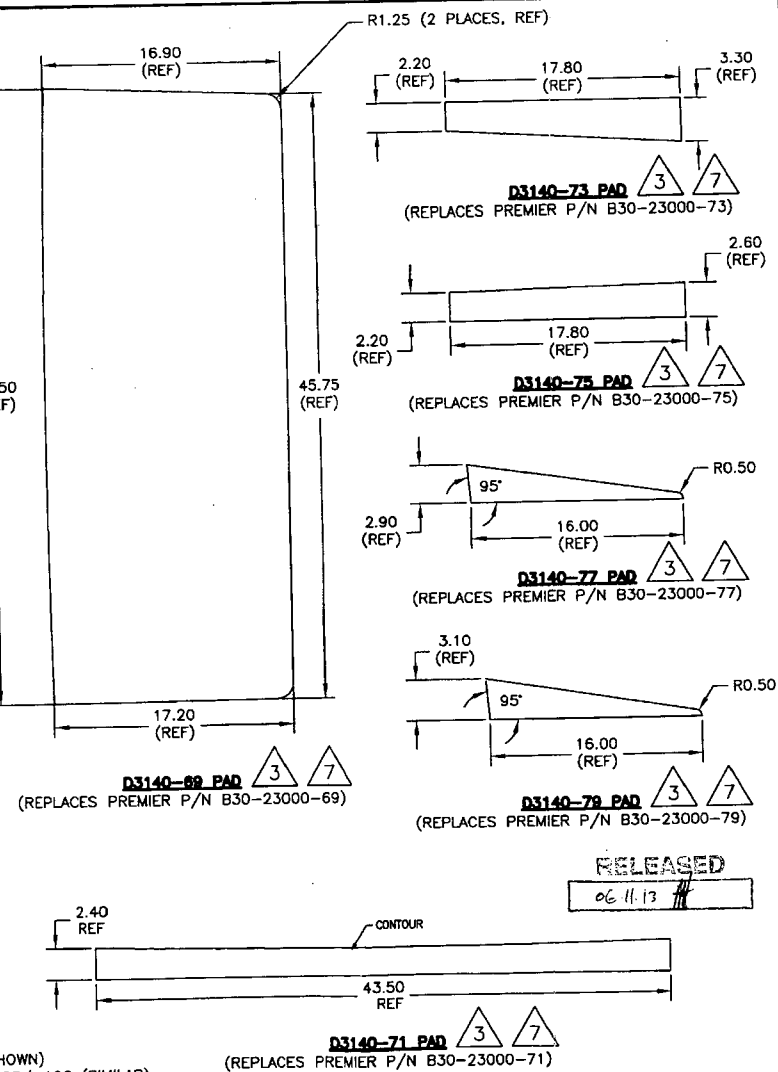 R1.25 (2 PLACES, REF)
16.90
(REF)
50
F)
45.75
(REF)
17.20
(REF)
D3140-69 PAD 3 7
(REPLACES PREMIER P/N B30-23000-69)
2.20
(REF)
17.80
(REF)
3.30
(REF)
D3140-73 PAD 3 7
(REPLACES PREMIER P/N B30-23000-73)
2.60
(REF)
2.20
(REF)
17.80
(REF)
D3140-75 PAD 3 7
(REPLACES PREMIER P/N B30-23000-75)
R0.50
95°
2.90
(REF)
16.00
(REF)
D3140-77 PAD 3 7
(REPLACES PREMIER P/N B30-23000-77)
3.10
(REF)
R0.50
95°
16.00
(REF)
D3140-79 PAD 3 7
(REPLACES PREMIER P/N B30-23000-79)
RELEASED
06.11.13
2.40
REF
CONTOUR
43.50
REF
D3140-71 PAD 3 7
(REPLACES PREMIER P/N B30-23000-71)
HOWN)